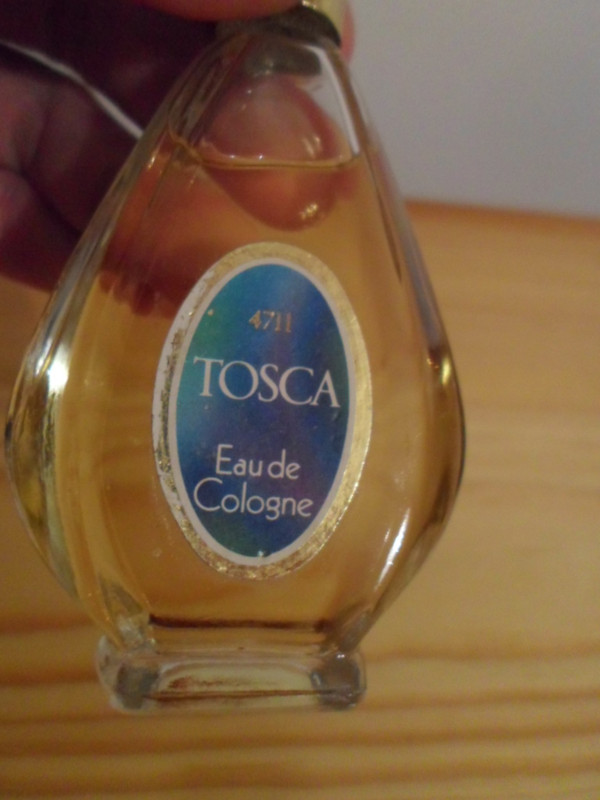 4711
TOSCA
Eau de
Cologne